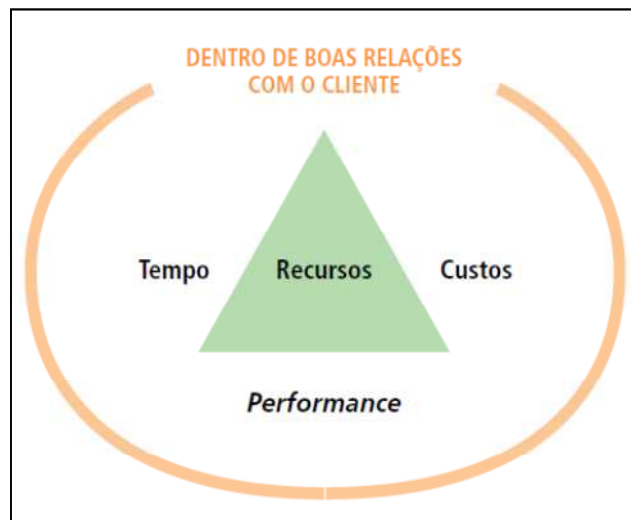 DENTRO DE BOAS RELAÇÕES
COM O CLIENTE
Tempo Recursos Custos
Performance